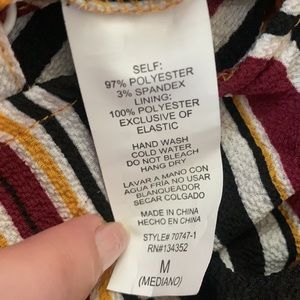 SELF:
97% POLYESTER
3% SPANDEX
LINING:
100% POLYESTER
EXCLUSIVE OF
ELASTIC
HAND WASH
COLD WATER
DO NOT BLEACH
HANG DRY
LAVAR A MANO CON
AGUA FRIA NO USAR
BLANQUEADOR
SECAR COLGADO
MADE IN CHINA
HECHO EN CHINA
STYLE# 70747-1
RN#134352
M
(MEDIANO)